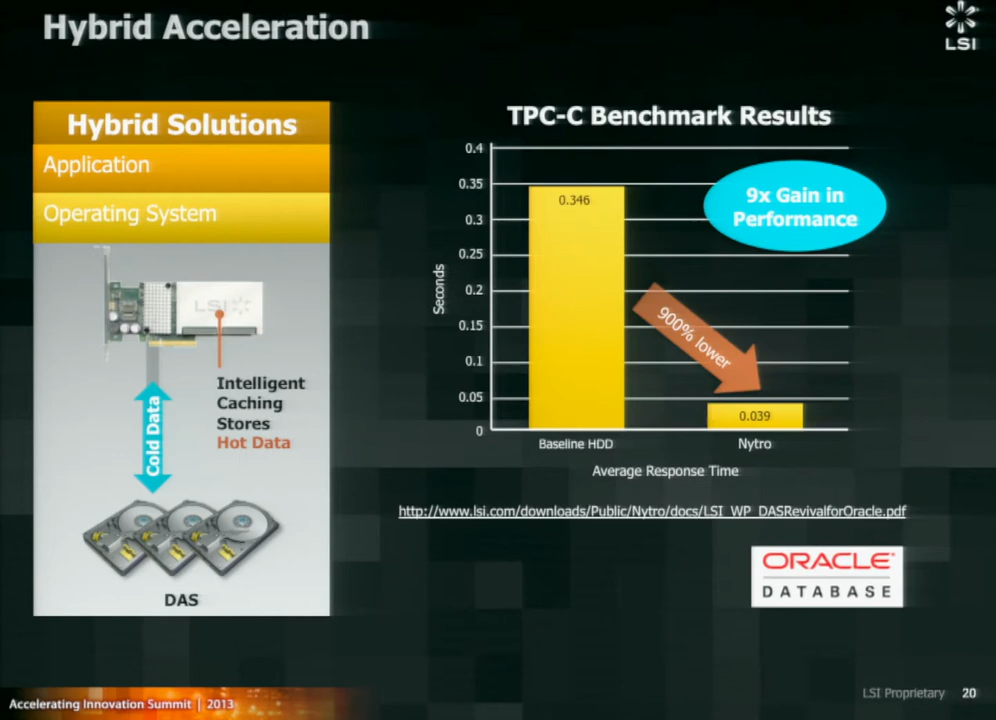 Hybrid Acceleration
LSI
Hybrid Solutions
Application
Operating System
LSI
Intelligent
Caching
Stores
Hot Data
Cold Data
DAS
TPC-C Benchmark Results
0.4
0.35
0.3
0.25
0.2
0.15
0.1
0.05
0
Seconds
0.346
9x Gain in
Performance
900% lower
0.039
Baseline HDD
Nytro
Average Response Time
http://www.lsi.com/downloads/Public/Nytro/docs/LSI_WP_DASRevivalforOracle.pdf
ORACLE
DATABASE
Accelerating Innovation Summit | 2013
LSI Proprietary 20